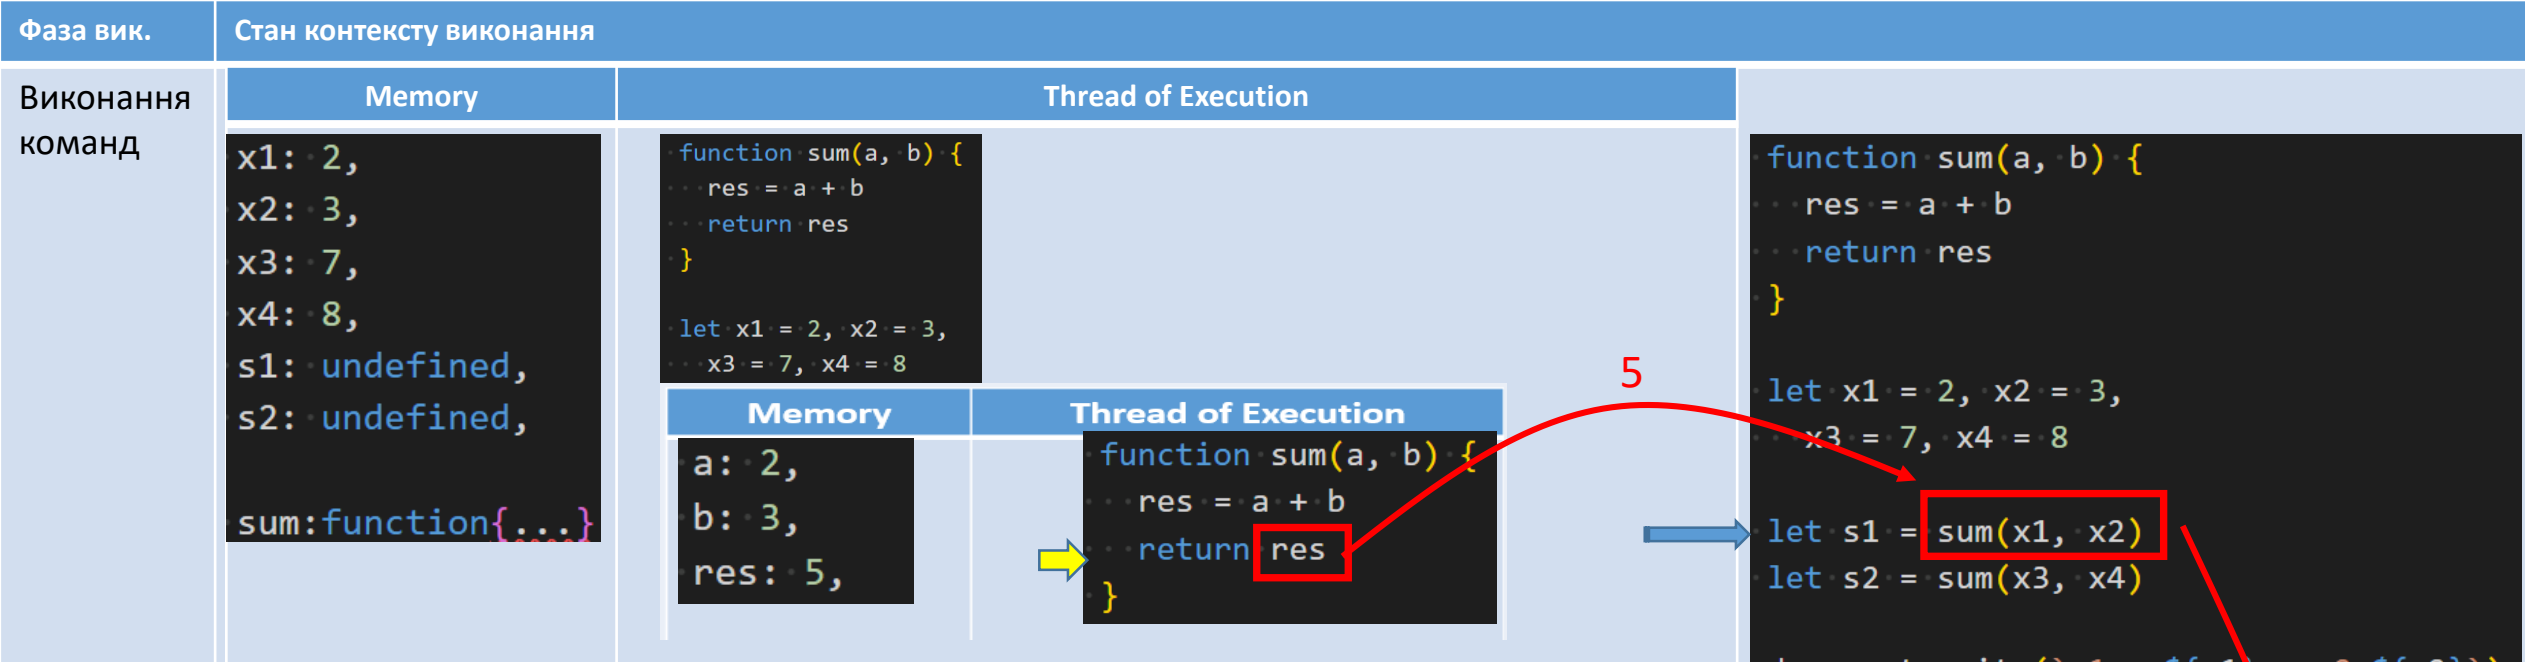 Фаза вик.
Стан контексту виконання
Виконання
команд
Memory
Thread of Execution
x1: 2,
x2: 3,
x3: 7,
x4: 8,
s1: undefined,
s2: undefined,
sum:function{...}
function sum(a, b) {
res = a + b
return res
}
let x1 = 2, x2 = 3,
x3 = 7, x4 = 8
Memory
Thread of Execution
a: 2,
b: 3,
res: 5,
function sum(a, b) {
res = a + b
return res
}
5
function sum(a, b) {
res = a + b
return res
}
let x1 = 2, x2 = 3,
x3 = 7, x4 = 8
let s1 = sum(x1, x2)
let s2 = sum(x3, x4)